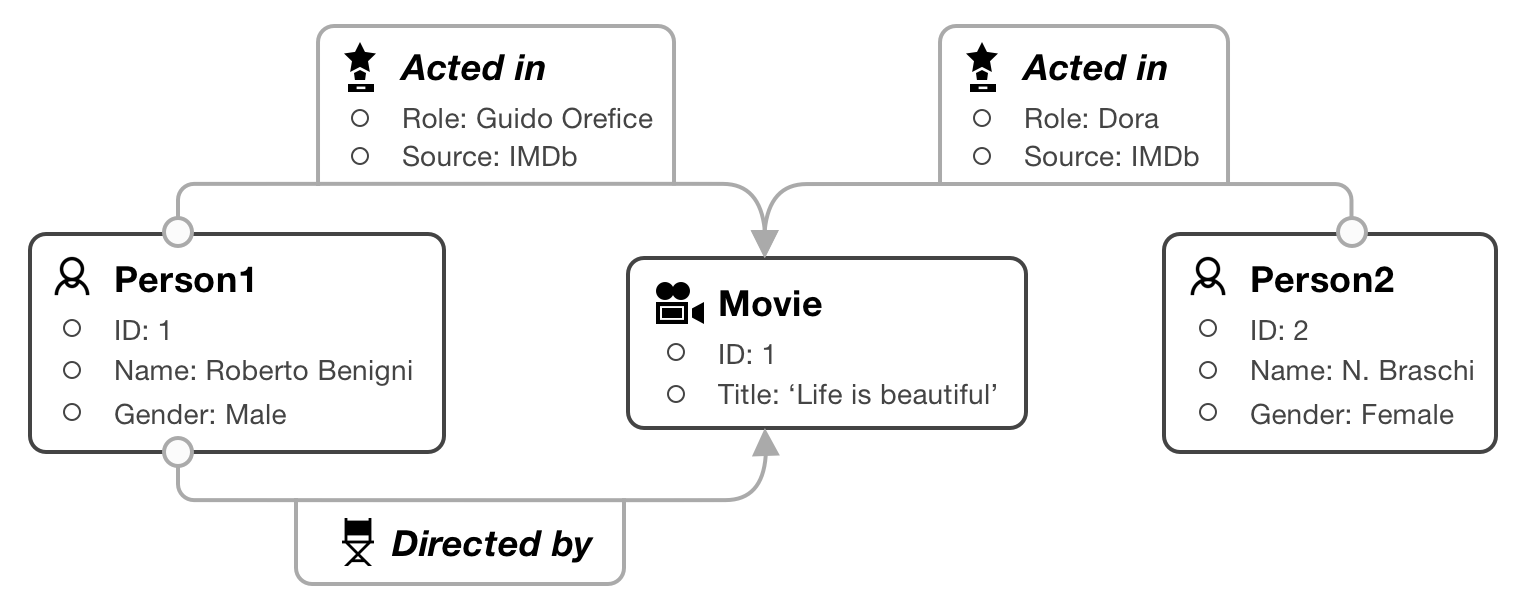 Acted in
Role: Guido Orefice
Source: IMDb
Acted in
Role: Dora
Source: IMDb
Person1
ID: 1
Name: Roberto Benigni
Gender: Male
Movie
ID: 1
Title: ‘Life is beautiful’
Person2
ID: 2
Name: N. Braschi
Gender: Female
Directed by